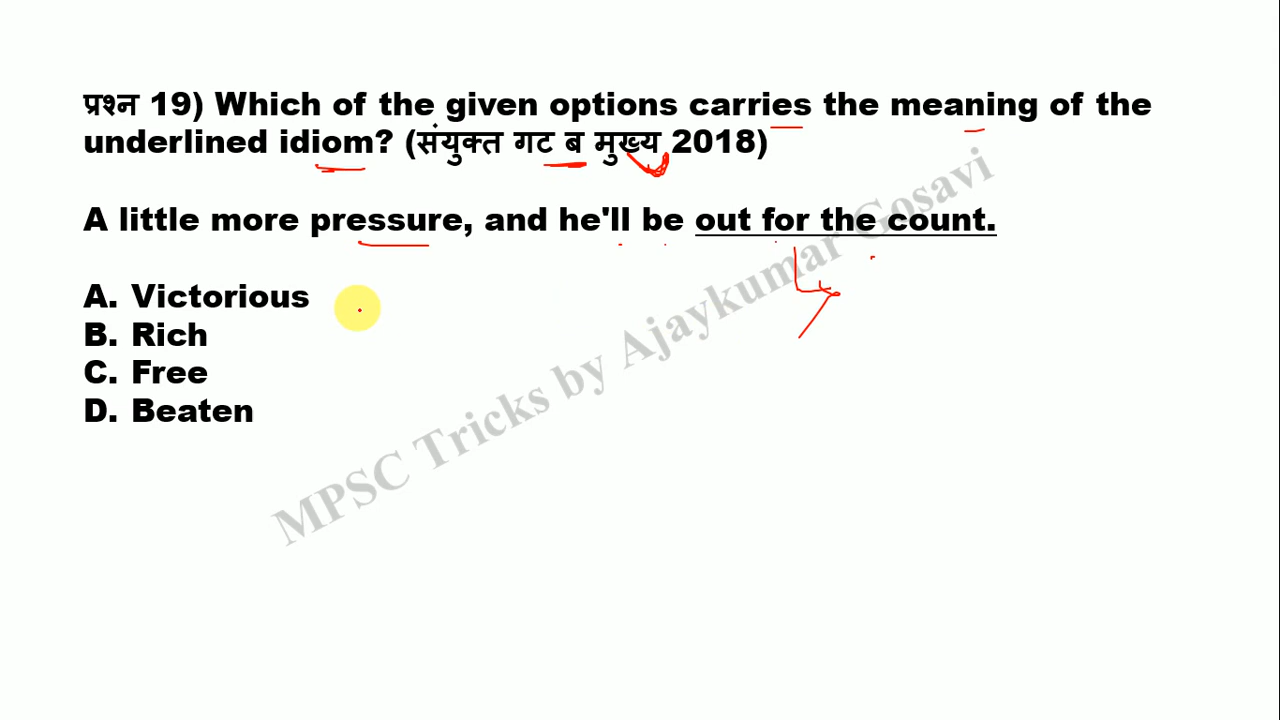 प्रश्न 19) Which of the given options carries the meaning of the
underlined idiom? (संयुक्त गट ब मुख्य 2018)
A little more pressure, and he'll be out for the count.
A. Victorious
B. Rich
C. Free
D. Beaten
MPSC Tricks by Ajaykumar Gosavi